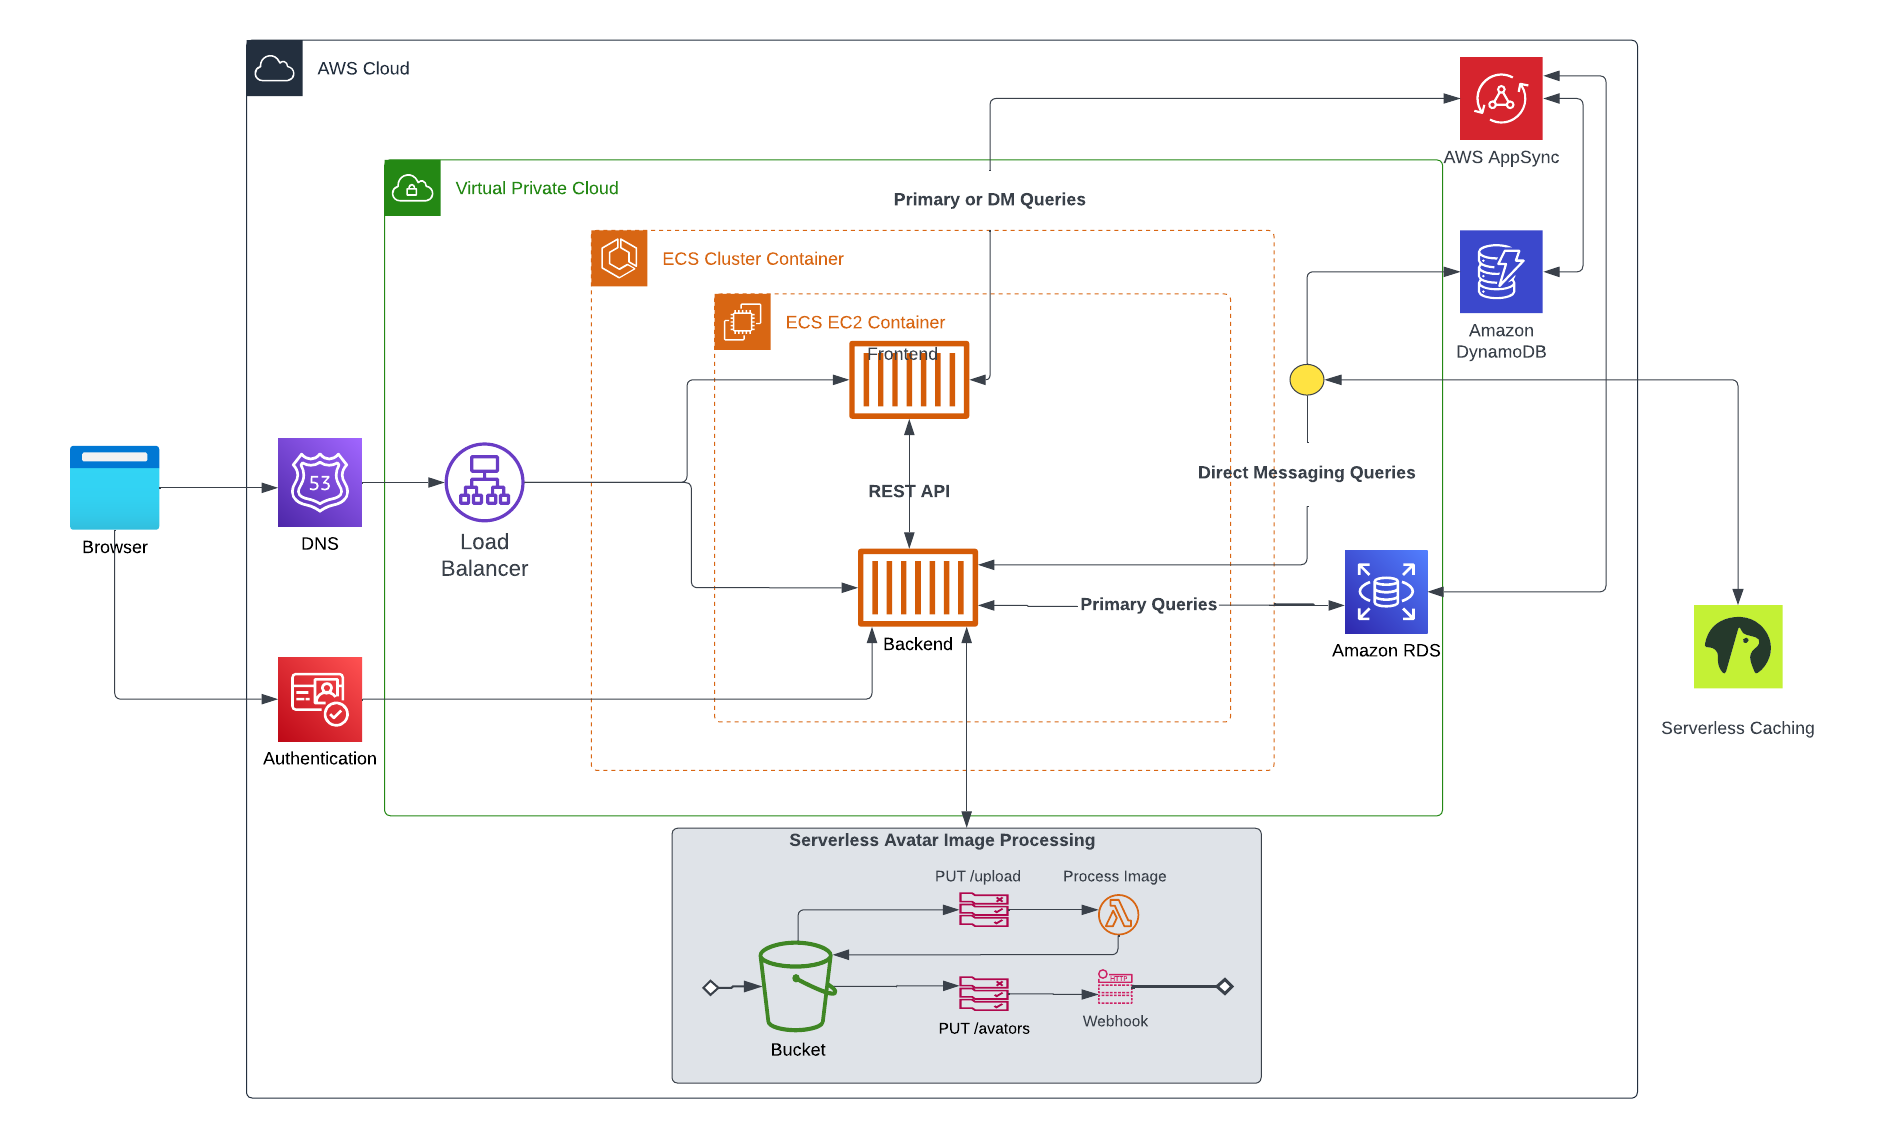 AWS Cloud
AWS AppSync
Virtual Private Cloud
Primary or DM Queries
ECS Cluster Container
ECS EC2 Container
Frontend
Amazon
DynamoDB
Direct Messaging Queries
53
REST API
Browser
DNS
Load
Balancer
Primary Queries
Backend
Amazon RDS
Serverless Caching
Authentication
Serverless Avatar Image Processing
PUT /upload
Process Image
HTTP
PUT /avators
Webhook
Bucket